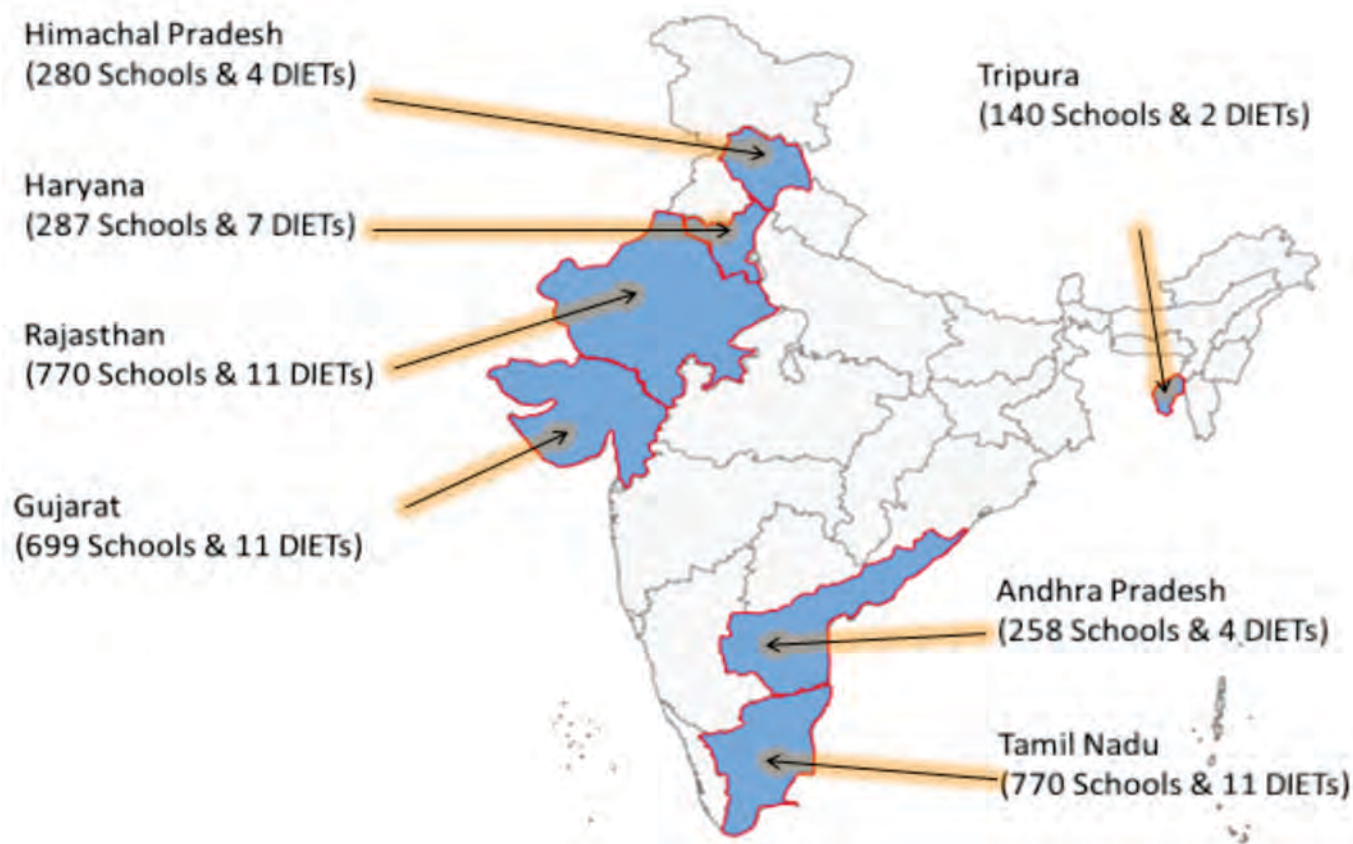 Himachal Pradesh
(280 Schools & 4 DIETs)
Tripura
(140 Schools & 2 DIETs)
Haryana
(287 Schools & 7 DIETs)
Rajasthan
(770 Schools & 11 DIETs)
Gujarat
(699 Schools & 11 DIETs)
Andhra Pradesh
(258 Schools & 4 DIETs)
Tamil Nadu
(770 Schools & 11 DIETs)